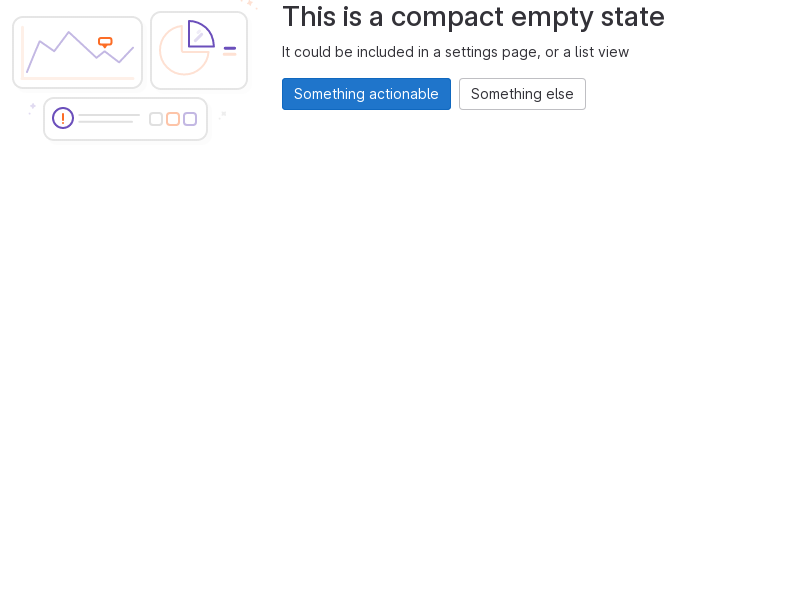 This is a compact empty state
It could be included in a settings page, or a list view
Something actionable
Something else